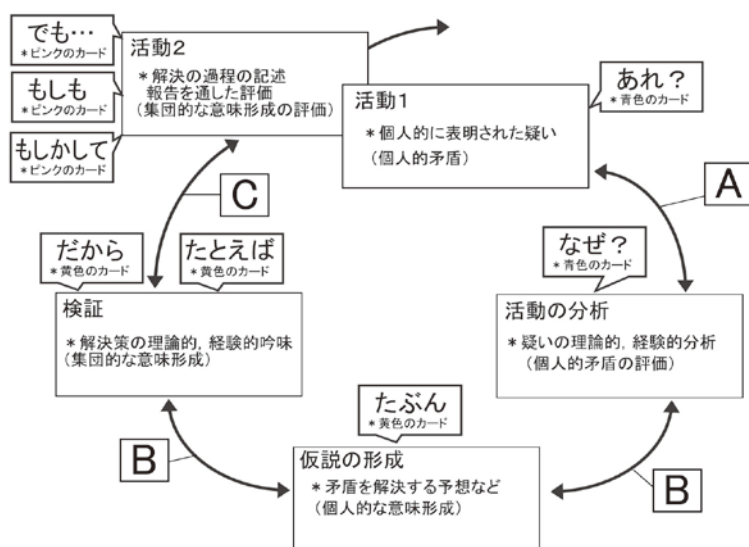 でも…
*ピンクのカード
もしも
*ピンクのカード
もしかして
*ピンクのカード
活動2
*解決の過程の記述
報告を通した評価
(集団的な意味形成の評価)
活動1
*個人的に表明された疑い
(個人的矛盾)
あれ?
*青色のカード
A
なぜ?
*青色のカード
活動の分析
*疑いの理論的,経験的分析
(個人的矛盾の評価)
B
たぶん
*黄色のカード
仮説の形成
*矛盾を解決する予想など
(個人的な意味形成)
B
だから
*黄色のカード
たとえば
*黄色のカード
検証
*解決策の理論的,経験的吟味
(集団的な意味形成)
C